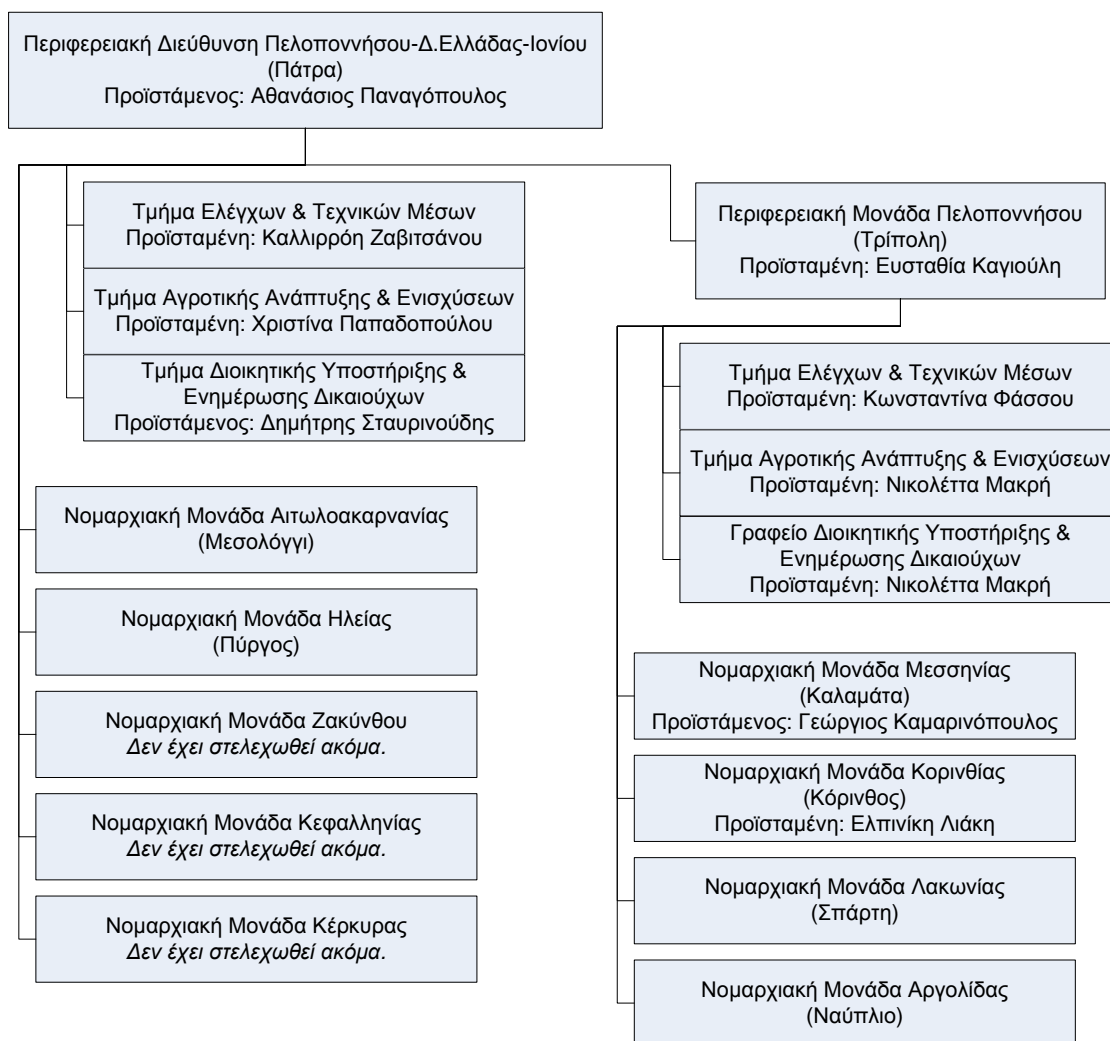 Περιφερειακή Διεύθυνση Πελοποννήσου-Δ.Ελλάδας-Ιονίου
(Πάτρα)
Προϊστάμενος: Αθανάσιος Παναγόπουλος
Τμήμα Ελέγχων & Τεχνικών Μέσων
Προϊσταμένη: Καλλιρρόη Ζαβιτσάνου
Τμήμα Αγροτικής Ανάπτυξης & Ενισχύσεων
Προϊσταμένη: Χριστίνα Παπαδοπούλου
Τμήμα Διοικητικής Υποστήριξης &
Ενημέρωσης Δικαιούχων
Προϊστάμενος: Δημήτρης Σταυρινούδης
Νομαρχιακή Μονάδα Αιτωλοακαρνανίας
(Μεσολόγγι)
Νομαρχιακή Μονάδα Ηλείας
(Πύργος)
Νομαρχιακή Μονάδα Ζακύνθου
Δεν έχει στελεχωθεί ακόμα.
Νομαρχιακή Μονάδα Κεφαλληνίας
Δεν έχει στελεχωθεί ακόμα.
Νομαρχιακή Μονάδα Κέρκυρας
Δεν έχει στελεχωθεί ακόμα.
Περιφερειακή Μονάδα Πελοποννήσου
(Τρίπολη)
Προϊσταμένη: Ευσταθία Καγιούλη
Τμήμα Ελέγχων & Τεχνικών Μέσων
Προϊσταμένη: Κωνσταντίνα Φάσσου
Τμήμα Αγροτικής Ανάπτυξης & Ενισχύσεων
Προϊσταμένη: Νικολέττα Μακρή
Γραφείο Διοικητικής Υποστήριξης &
Ενημέρωσης Δικαιούχων
Προϊσταμένη: Νικολέττα Μακρή
Νομαρχιακή Μονάδα Μεσσηνίας
(Καλαμάτα)
Προϊστάμενος: Γεώργιος Καμαρινόπουλος
Νομαρχιακή Μονάδα Κορινθίας
(Κόρινθος)
Προϊσταμένη: Ελπινίκη Λιάκη
Νομαρχιακή Μονάδα Λακωνίας
(Σπάρτη)
Νομαρχιακή Μονάδα Αργολίδας
(Ναύπλιο)